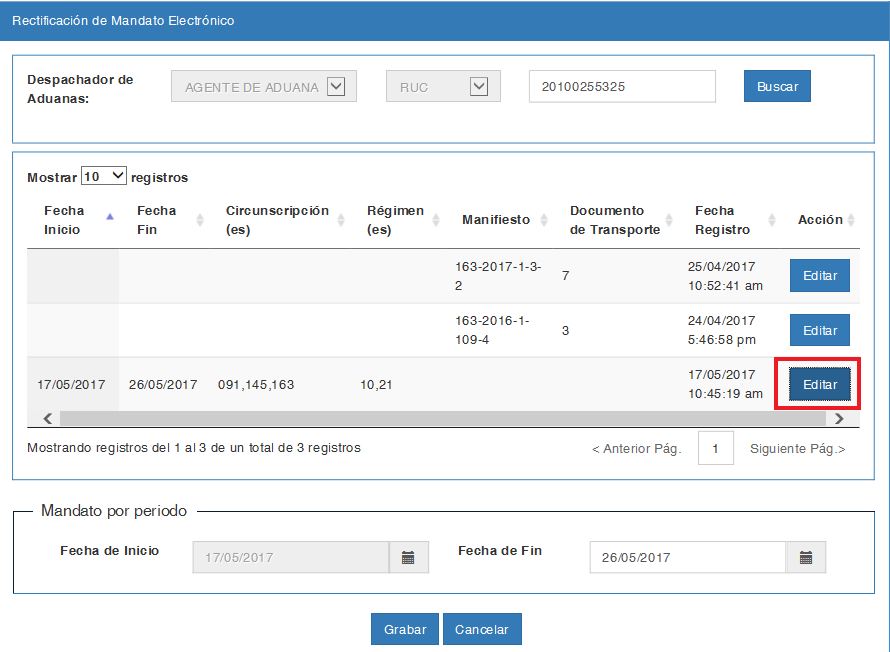 Rectificación de Mandato Electrónico
Despachador de
Aduanas:
AGENTE DE ADUANA
RUC
20100255325
Buscar
Mostrar 10 registros
Fecha
Inicio
Fecha
Fin
Circunscripción
(es)
Régimen
(es)
Manifiesto
Documento
de Transporte
Fecha
Registro
Acción
163-2017-1-3-
2
7
25/04/2017
10:52:41 am
Editar
163-2016-1-
109-4
3
24/04/2017
5:46:58 pm
Editar
17/05/2017
26/05/2017
091,145,163
10,21
17/05/2017
10:45:19 am
Editar
Mostrando registros del 1 al 3 de un total de 3 registros
< Anterior Pág.
1
Siguiente Pág.>
Mandato por periodo
Fecha de Inicio
17/05/2017
Fecha de Fin
26/05/2017
Grabar
Cancelar